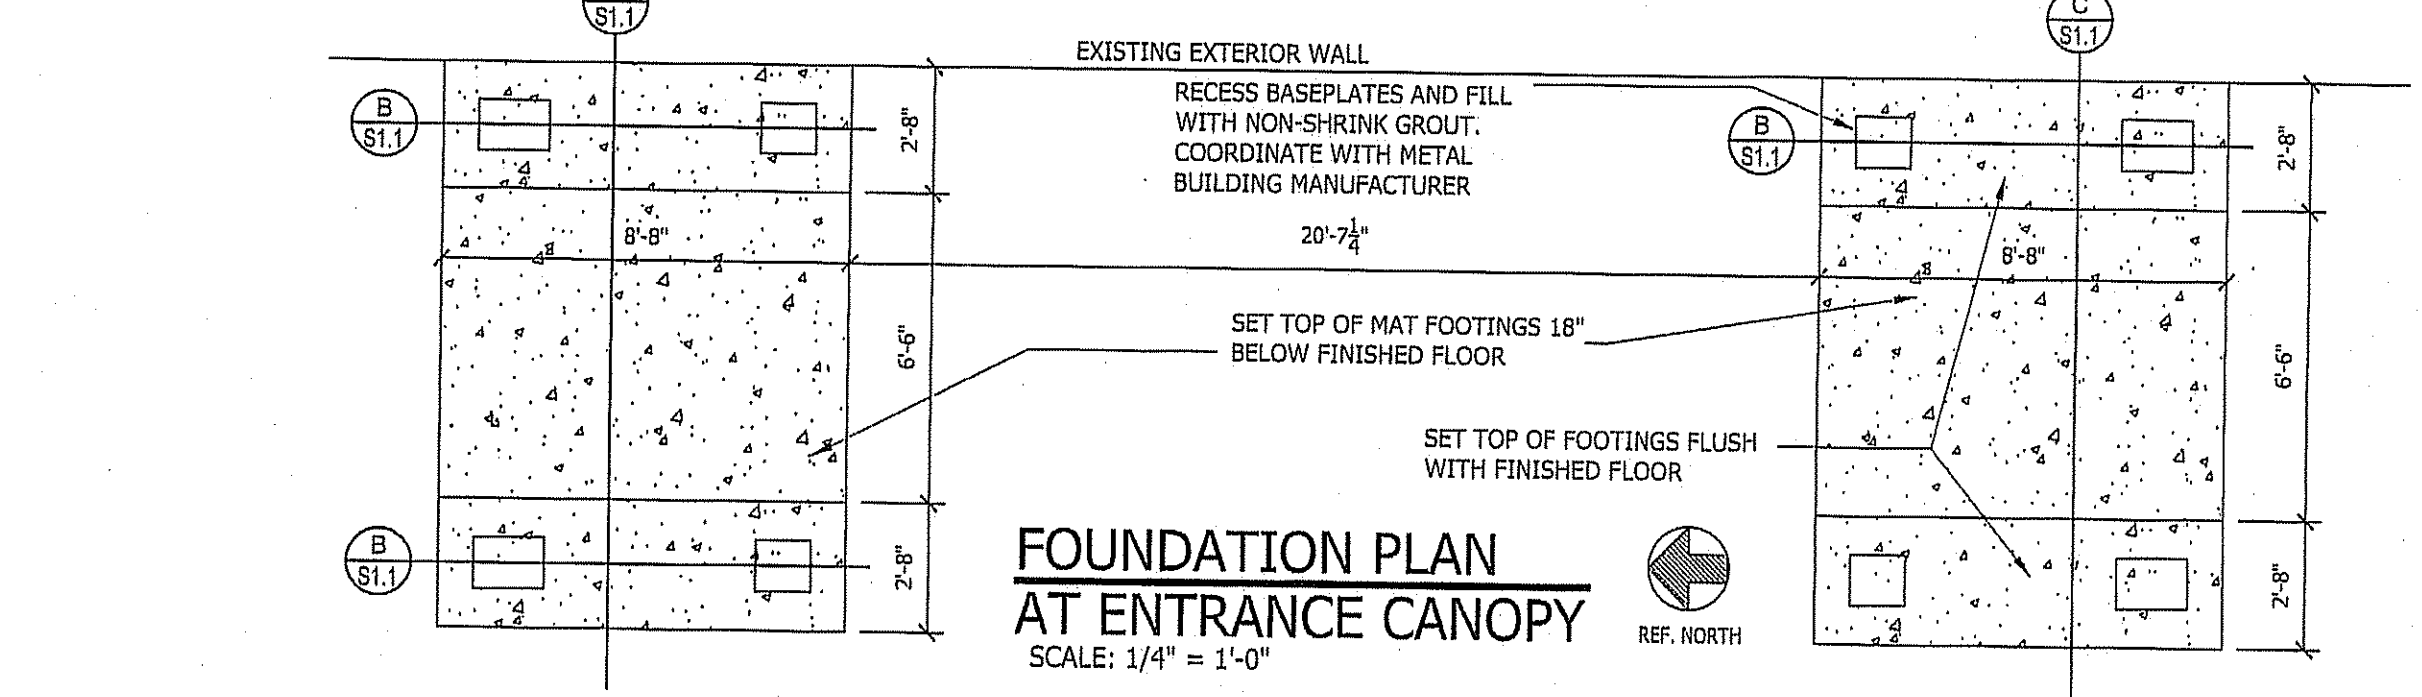 S1.1
C
S1.1
EXISTING EXTERIOR WALL
RECESS BASEPLATES AND FILL
WITH NON-SHRINK GROUT.
COORDINATE WITH METAL
BUILDING MANUFACTURER
B
S1.1
2'-8"
B
S1.1
2'-8"
8'-8"
20'-7 1/4"
8'-8"
SET TOP OF MAT FOOTINGS 18"
BELOW FINISHED FLOOR
6'-6"
6'-6"
SET TOP OF FOOTINGS FLUSH
WITH FINISHED FLOOR
B
S1.1
2'-8"
2'-8"
FOUNDATION PLAN
AT ENTRANCE CANOPY
SCALE: 1/4" = 1'-0"
REF. NORTH